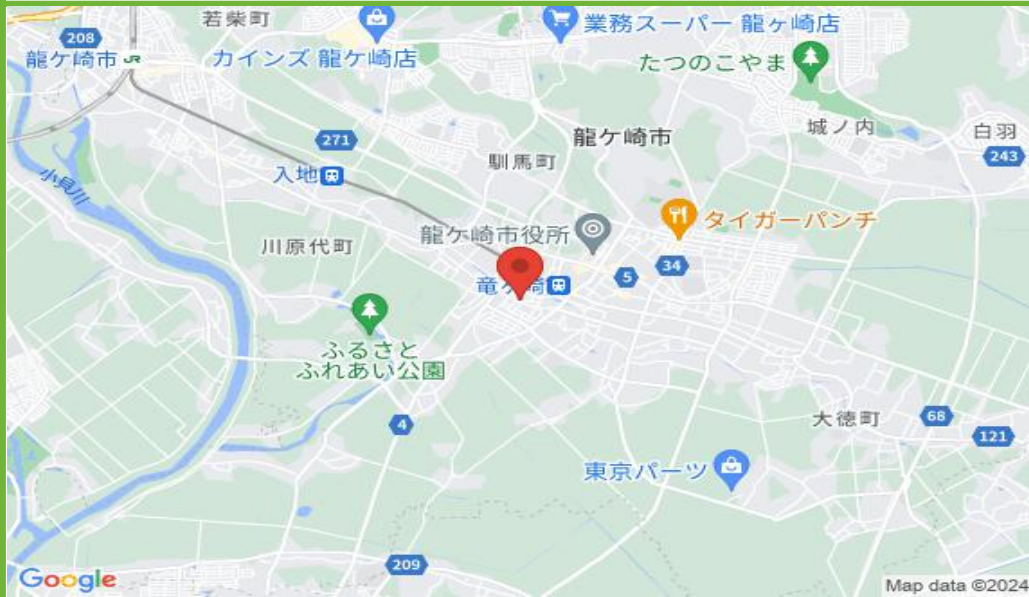 若柴町
業務スーパー 龍ヶ崎店
208
龍ケ崎市
JR
カインズ 龍ケ崎店
たつのこやま
龍ケ崎市
城ノ内
白羽
271
馴馬町
243
入地
小貝川
タイガーパンチ
龍ケ崎市役所
川原代町
34
5
竜ケ崎
ふるさと
ふれあい公園
大徳町
68
4
121
東京パーツ
209
Google
Map data ©2024